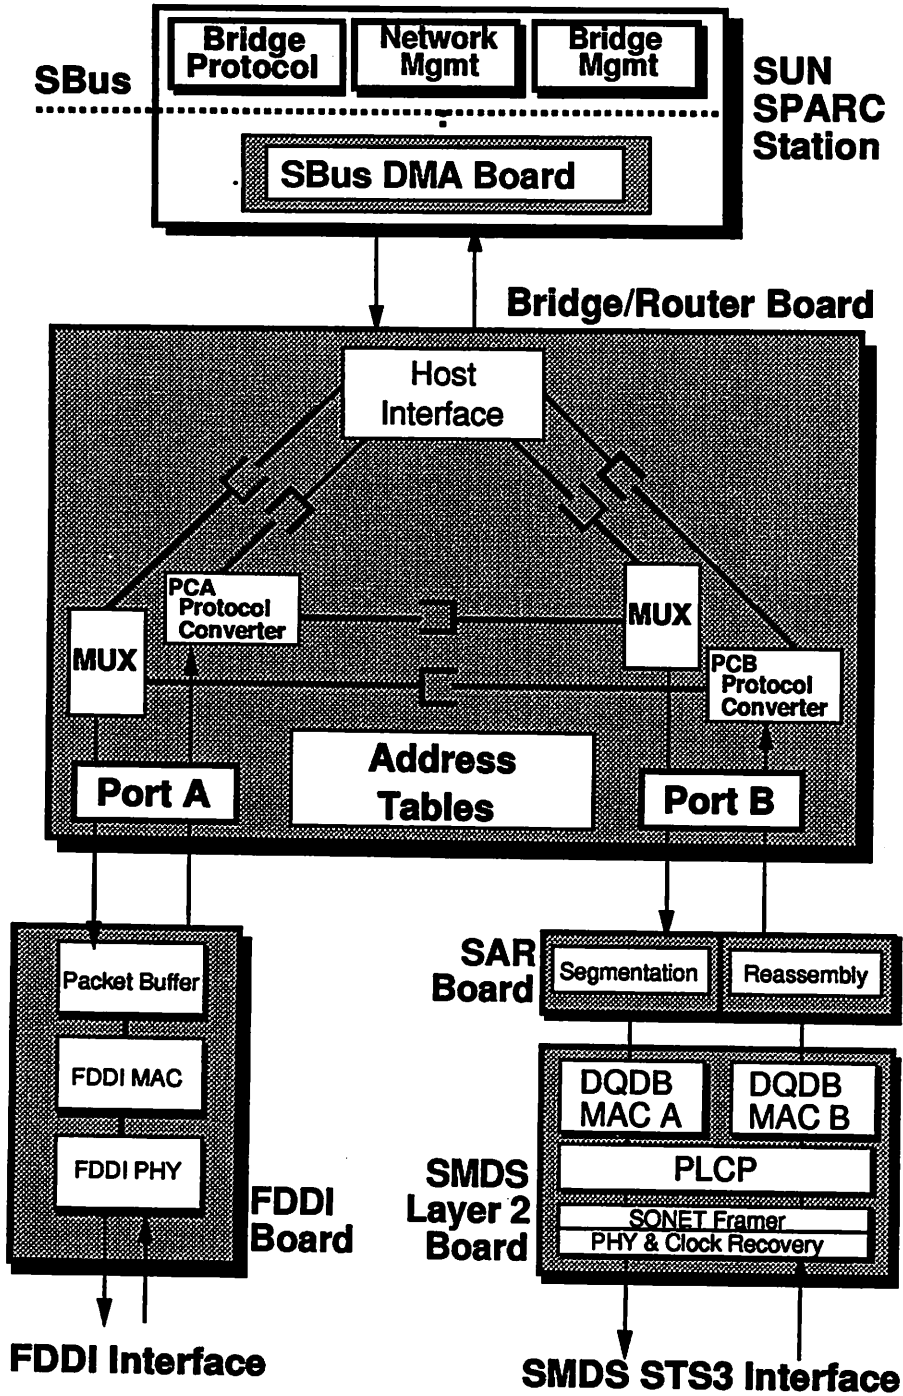 Bridge
Protocol
Network
Mgmt
Bridge
Mgmt
SBus
SUN
SPARC
Station
SBus DMA Board
Bridge/Router Board
Host
Interface
PCA
Protocol
Converter
MUX
MUX
PCB
Protocol
Converter
Address
Tables
Port A
Port B
Packet Buffer
FDDI MAC
FDDI PHY
FDDI
Board
SAR
Board
Segmentation
Reassembly
DQDB
MAC A
DQDB
MAC B
PLCP
SMDS
Layer 2
Board
SONET Framer
PHY & Clock Recovery
FDDI Interface
SMDS STS3 Interface